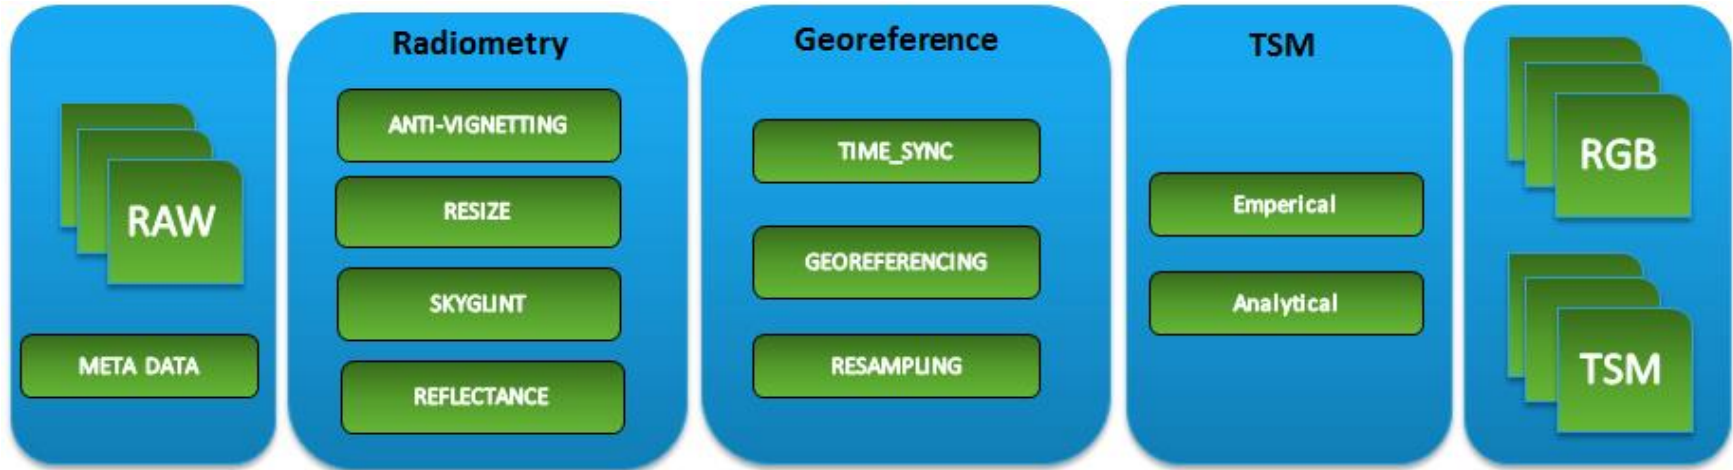 RAW
META DATA
Radiometry
ANTI-VIGNETTING
RESIZE
SKYGLINT
REFLECTANCE
Georeference
TIME_SYNC
GEOREFERENCING
RESAMPLING
TSM
Emperical
Analytical
RGB
TSM